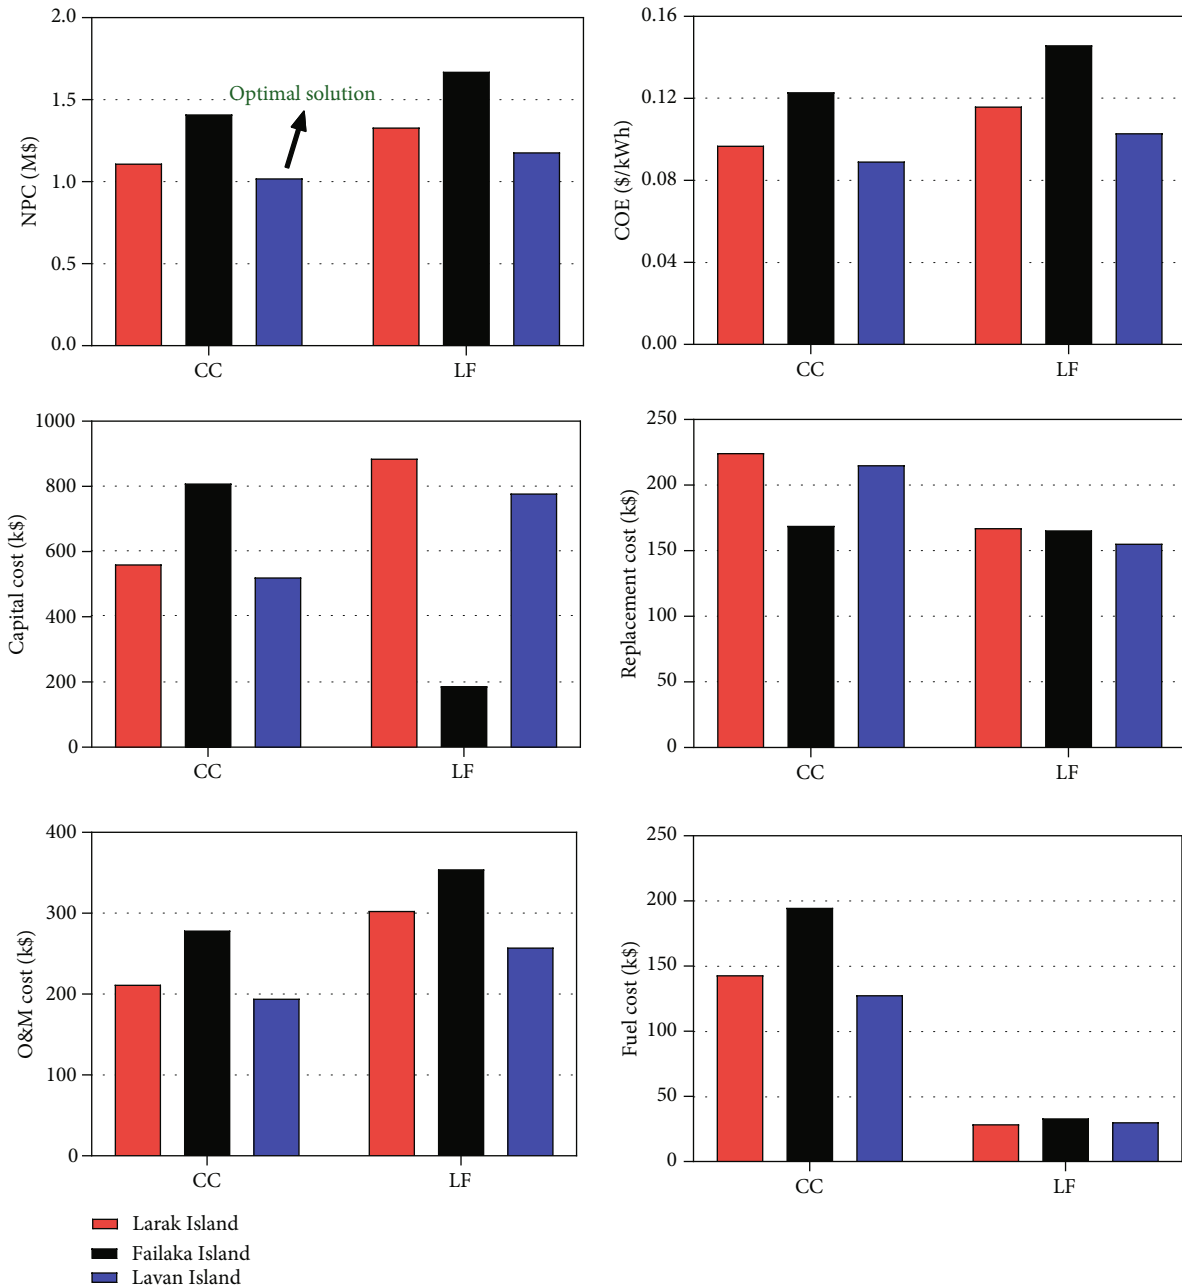 NPC (M$)
2.0
1.5
1.0
0.5
0.0
Optimal solution
CC
LF
COE ($/kWh)
0.16
0.12
0.08
0.04
0.00
CC
LF
Capital cost (k$)
1000
800
600
400
200
0
CC
LF
Replacement cost (k$)
250
200
150
100
50
0
CC
LF
O&M cost (k$)
400
300
200
100
0
CC
LF
Fuel cost (k$)
250
200
150
100
50
0
CC
LF
Larak Island
Failaka Island
Lavan Island